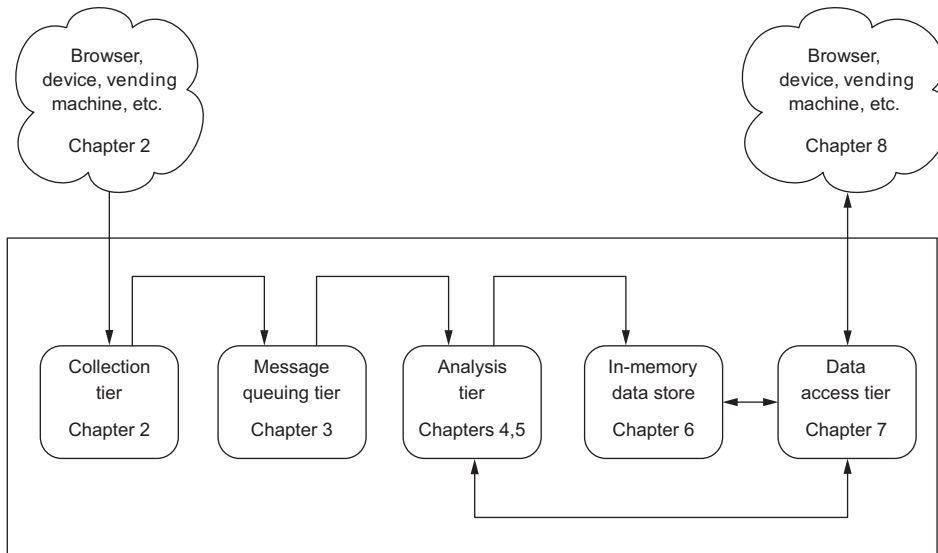 Browser,
device, vending
machine, etc.
Chapter 2
Browser,
device, vending
machine, etc.
Chapter 8
Collection
tier
Chapter 2
Message
queuing tier
Chapter 3
Analysis
tier
Chapters 4,5
In-memory
data store
Chapter 6
Data
access tier
Chapter 7